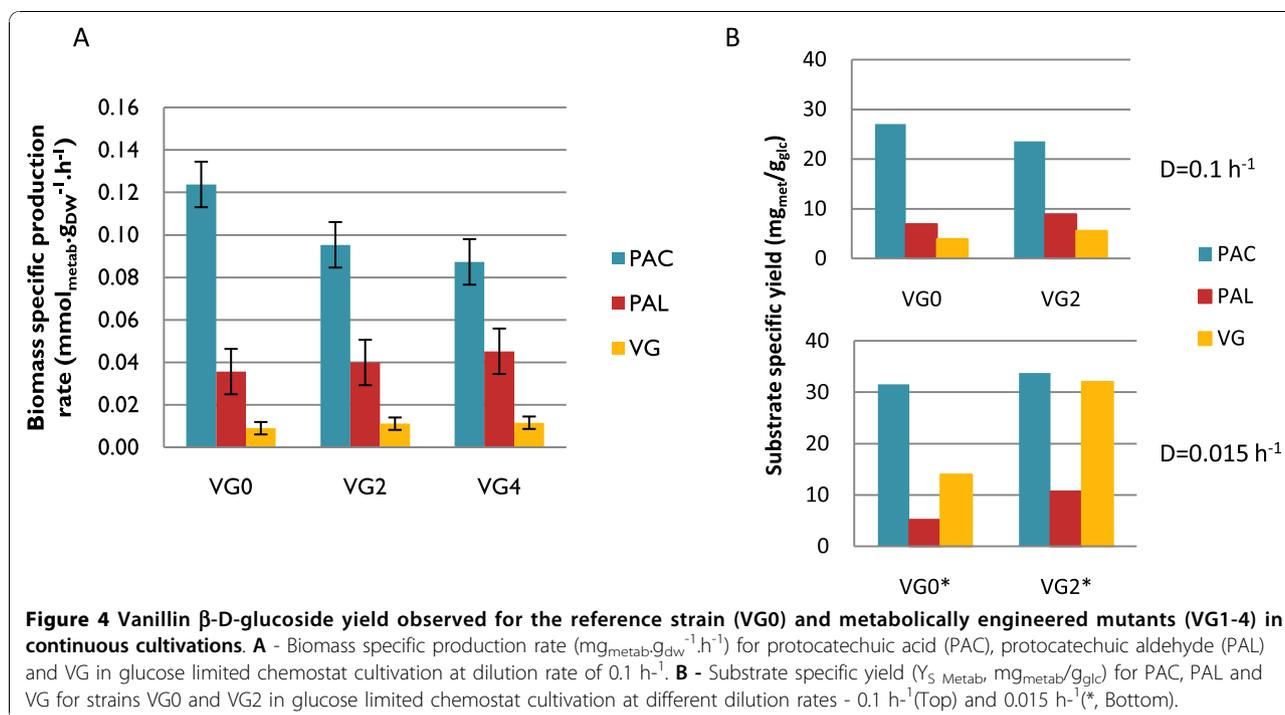 A
Biomass specific production
rate (mmolmetab.gDW-1.h-1)
0.16
0.14
0.12
0.10
0.08
0.06
0.04
0.02
0.00
VG0 VG2 VG4
PAC
PAL
VG
B
Substrate specific yield (mgmet/gglc)
40
30
20
10
0
VG0 VG2
D=0.1 h-1
40
30
20
10
0
VG0* VG2*
D=0.015 h-1
PAC
PAL
VG
Figure 4 Vanillin β-D-glucoside yield observed for the reference strain (VG0) and metabolically engineered mutants (VG1-4) in
continuous cultivations. A - Biomass specific production rate (mgmetab.gdw-1.h-1) for protocatechuic acid (PAC), protocatechuic aldehyde (PAL)
and VG in glucose limited chemostat cultivation at dilution rate of 0.1 h-1. B - Substrate specific yield (YS Metab, mgmetab/gglc) for PAC, PAL and
VG for strains VG0 and VG2 in glucose limited chemostat cultivation at different dilution rates - 0.1 h-1(Top) and 0.015 h-1(*, Bottom).